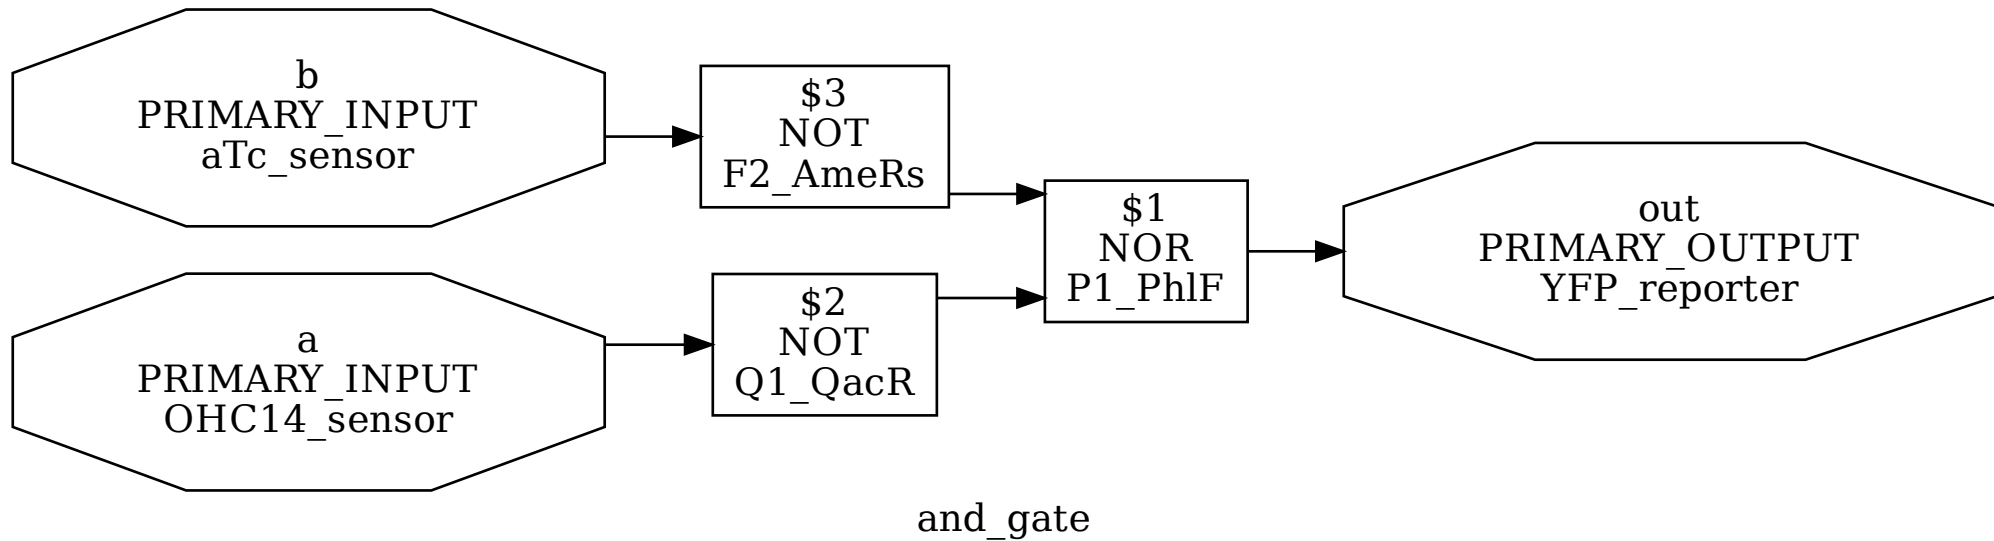 b
PRIMARY_INPUT
aTc_sensor
$3
NOT
F2_AmeRs
a
PRIMARY_INPUT
OHC14_sensor
$2
NOT
Q1_QacR
$1
NOR
P1_PhlF
out
PRIMARY_OUTPUT
YFP_reporter
and_gate